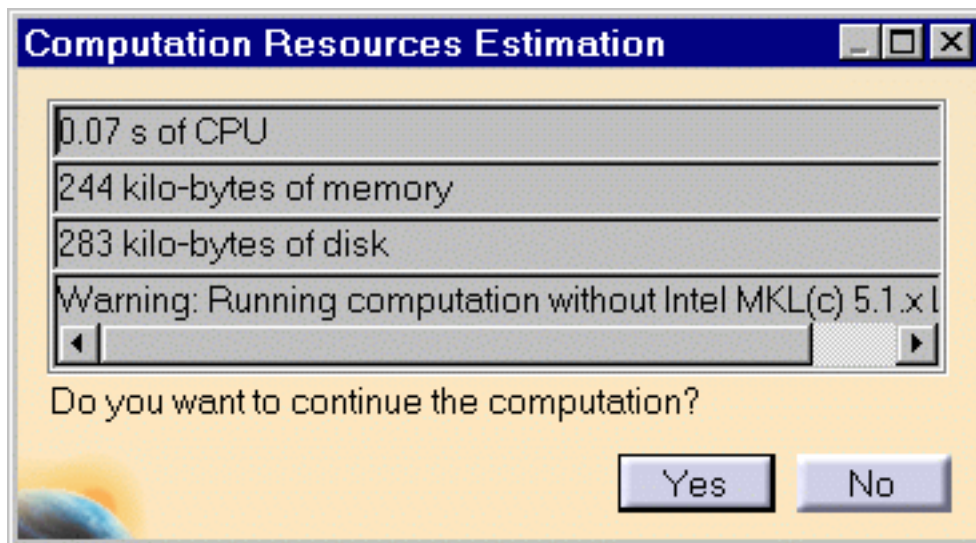 Computation Resources Estimation
0.07 s of CPU
244 kilo-bytes of memory
283 kilo-bytes of disk
Warning: Running computation without Intel MKL(c) 5.1.x
Do you want to continue the computation?
Yes No